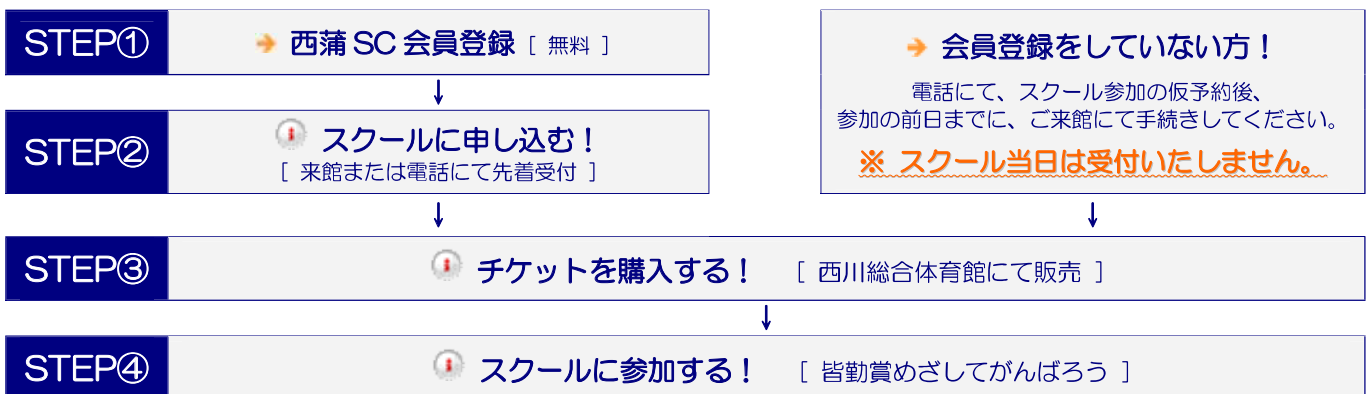 STEP① 西蒲 SC 会員登録 [ 無料 ]
STEP② スクールに申し込む！
[ 来館または電話にて先着受付 ]
会員登録をしていない方！
電話にて、スクール参加の仮予約後、
参加の前日までに、ご来館にて手続きしてください。
※ スクール当日は受付いたしません。
STEP③ チケットを購入する！ [ 西川総合体育館にて販売 ]
STEP④ スクールに参加する！ [ 皆勤賞めざしてがんばろう ]